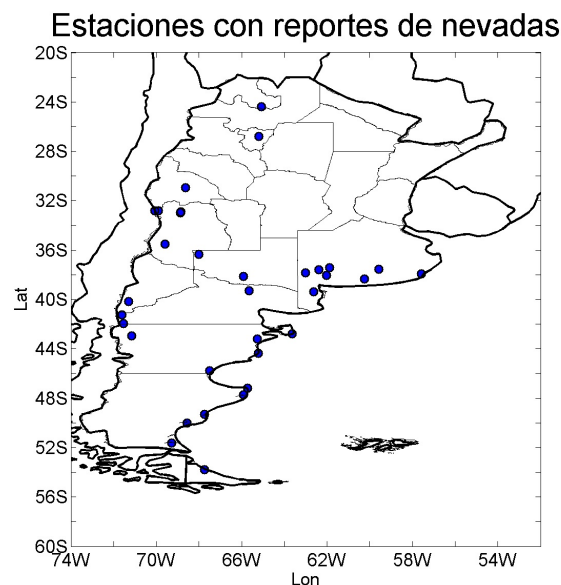 Estaciones con reportes de nevadas
20S
24S
28S
32S
36S
40S
44S
48S
52S
56S
60S
Lat
74W 70W 66W 62W 58W 54W
Lon